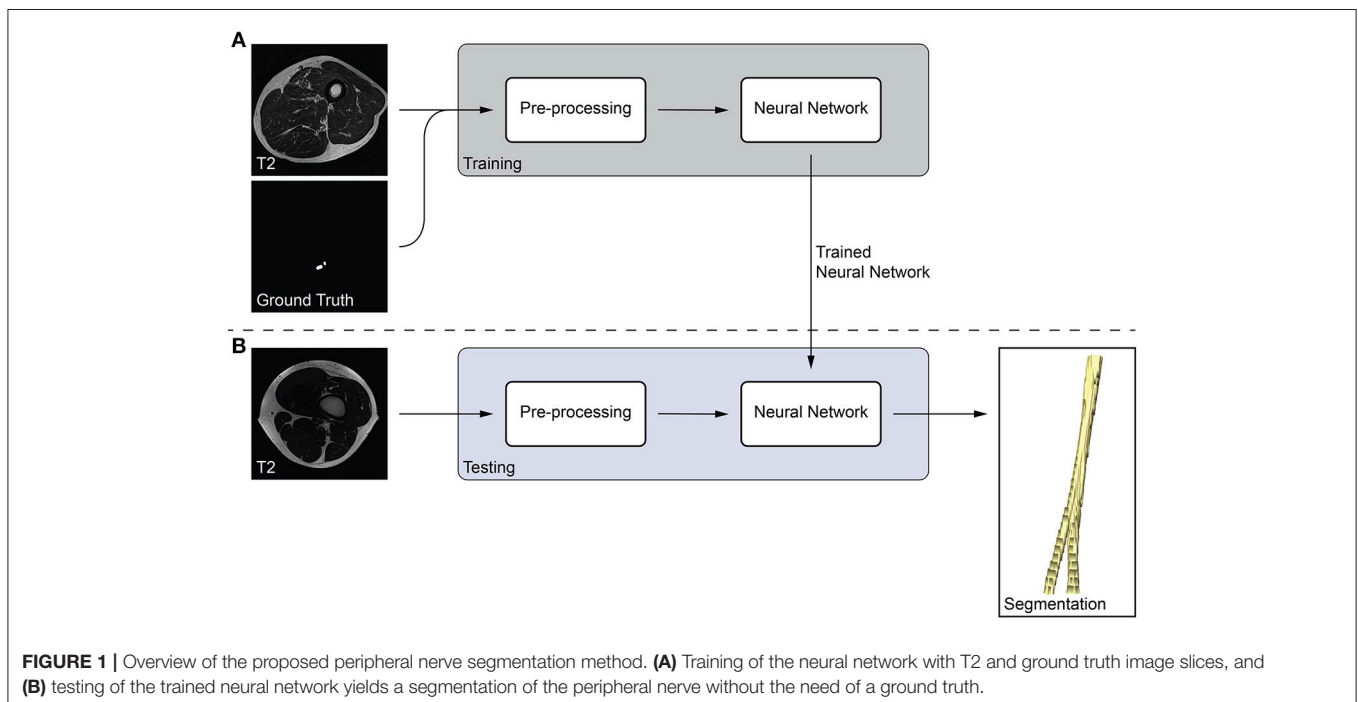 A
T2
Ground Truth
Pre-processing
Neural Network
Training
Trained
Neural Network
B
T2
Pre-processing
Neural Network
Testing
Segmentation
FIGURE 1 | Overview of the proposed peripheral nerve segmentation method. (A) Training of the neural network with T2 and ground truth image slices, and
(B) testing of the trained neural network yields a segmentation of the peripheral nerve without the need of a ground truth.